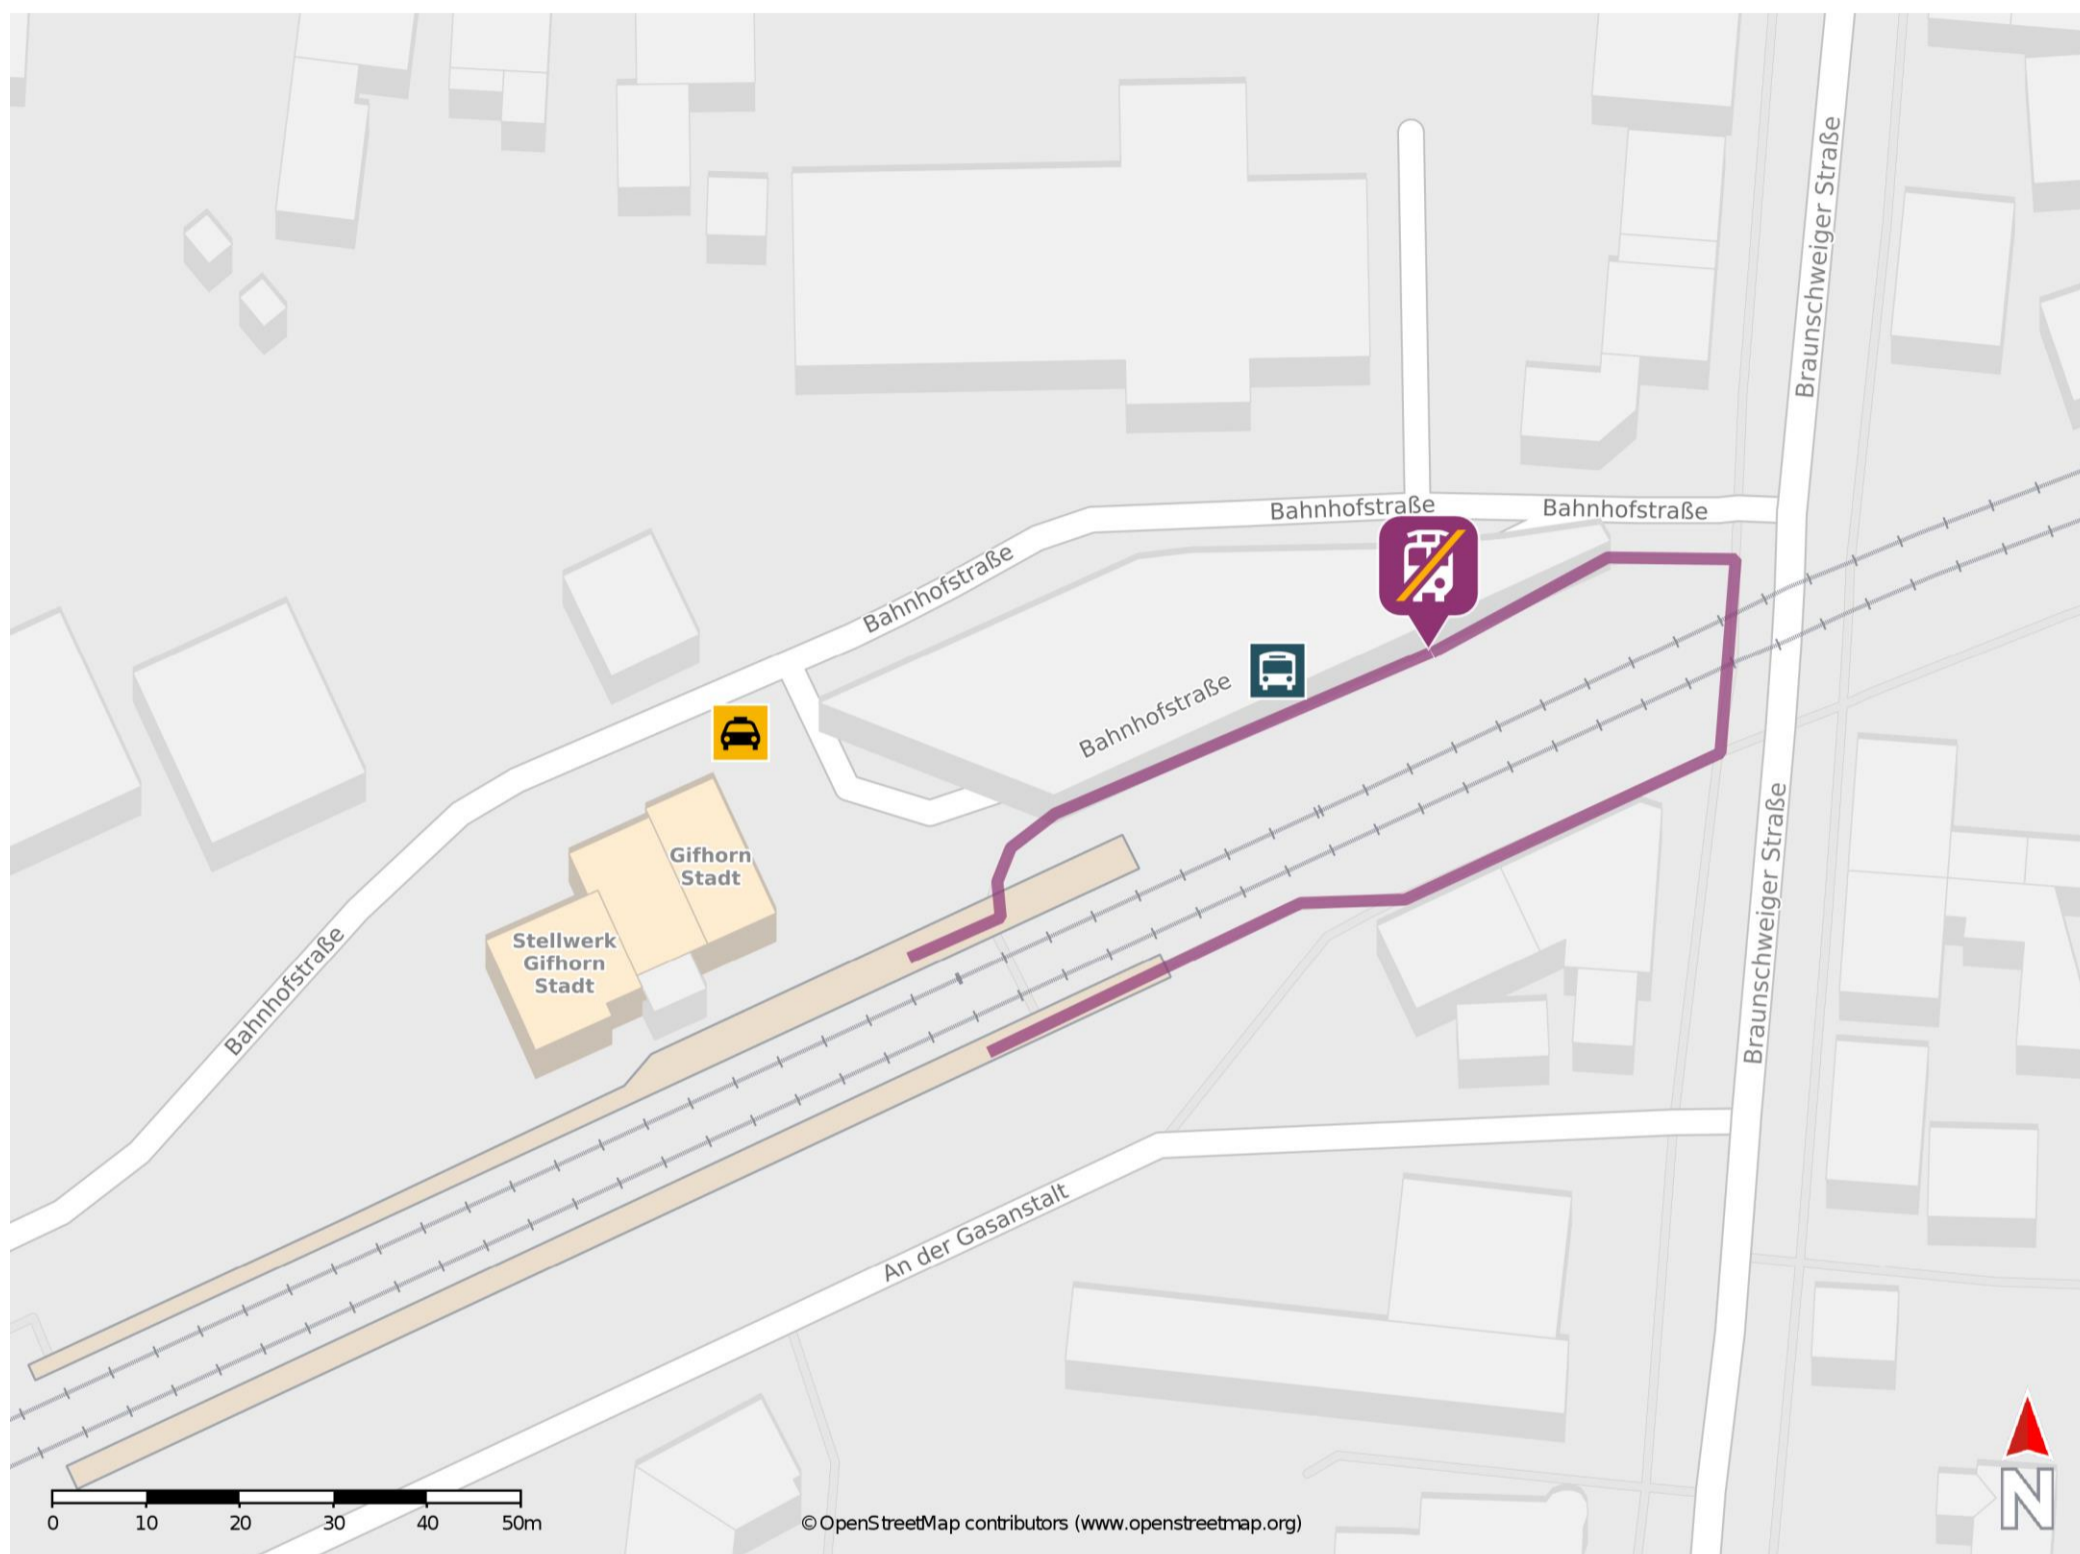 Braunschweiger Straße
Bahnhofstraße
Bahnhofstraße
Bahnhofstraße
Bahnhofstraße
Gifhorn
Stadt
Stellwerk
Gifhorn
Stadt
Bahnhofstraße
Braunschweiger Straße
An der Gasanstalt
N
0 10 20 30 40 50m
© OpenStreetMap contributors (www.openstreetmap.org)